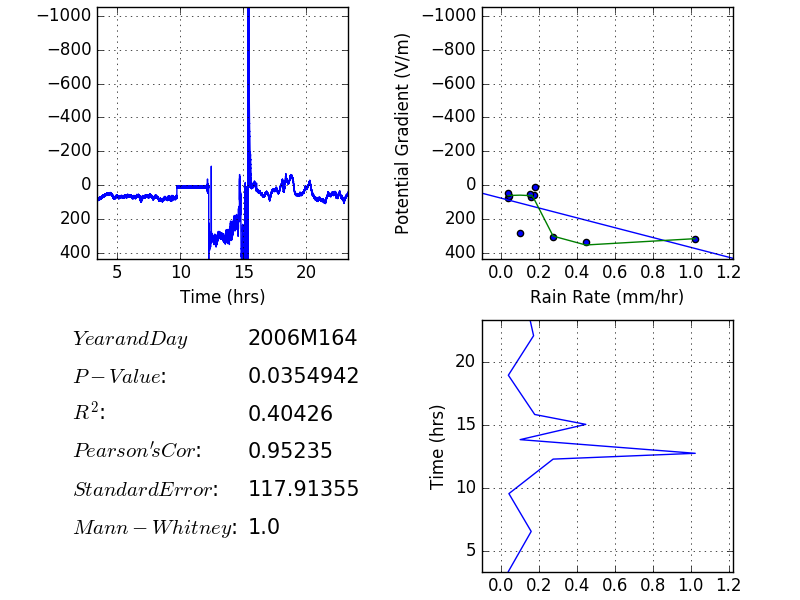 −1000
−800
−600
−400
−200
0
200
400
5 10 15 20
Time (hrs)
Potential Gradient (V/m)
−1000
−800
−600
−400
−200
0
200
400
0.0 0.2 0.4 0.6 0.8 1.0 1.2
Rain Rate (mm/hr)
YearandDay 2006M164
P−Value: 0.0354942
R²: 0.40426
Pearson'sCor: 0.95235
StandardError: 117.91355
Mann−Whitney: 1.0
Time (hrs)
20
15
10
5
0.0 0.2 0.4 0.6 0.8 1.0 1.2